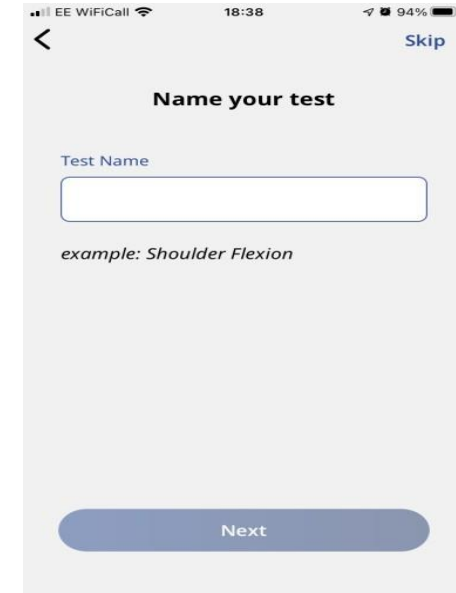 EE WiFiCall 18:38 94%
Skip
Name your test
Test Name
example: Shoulder Flexion
Next